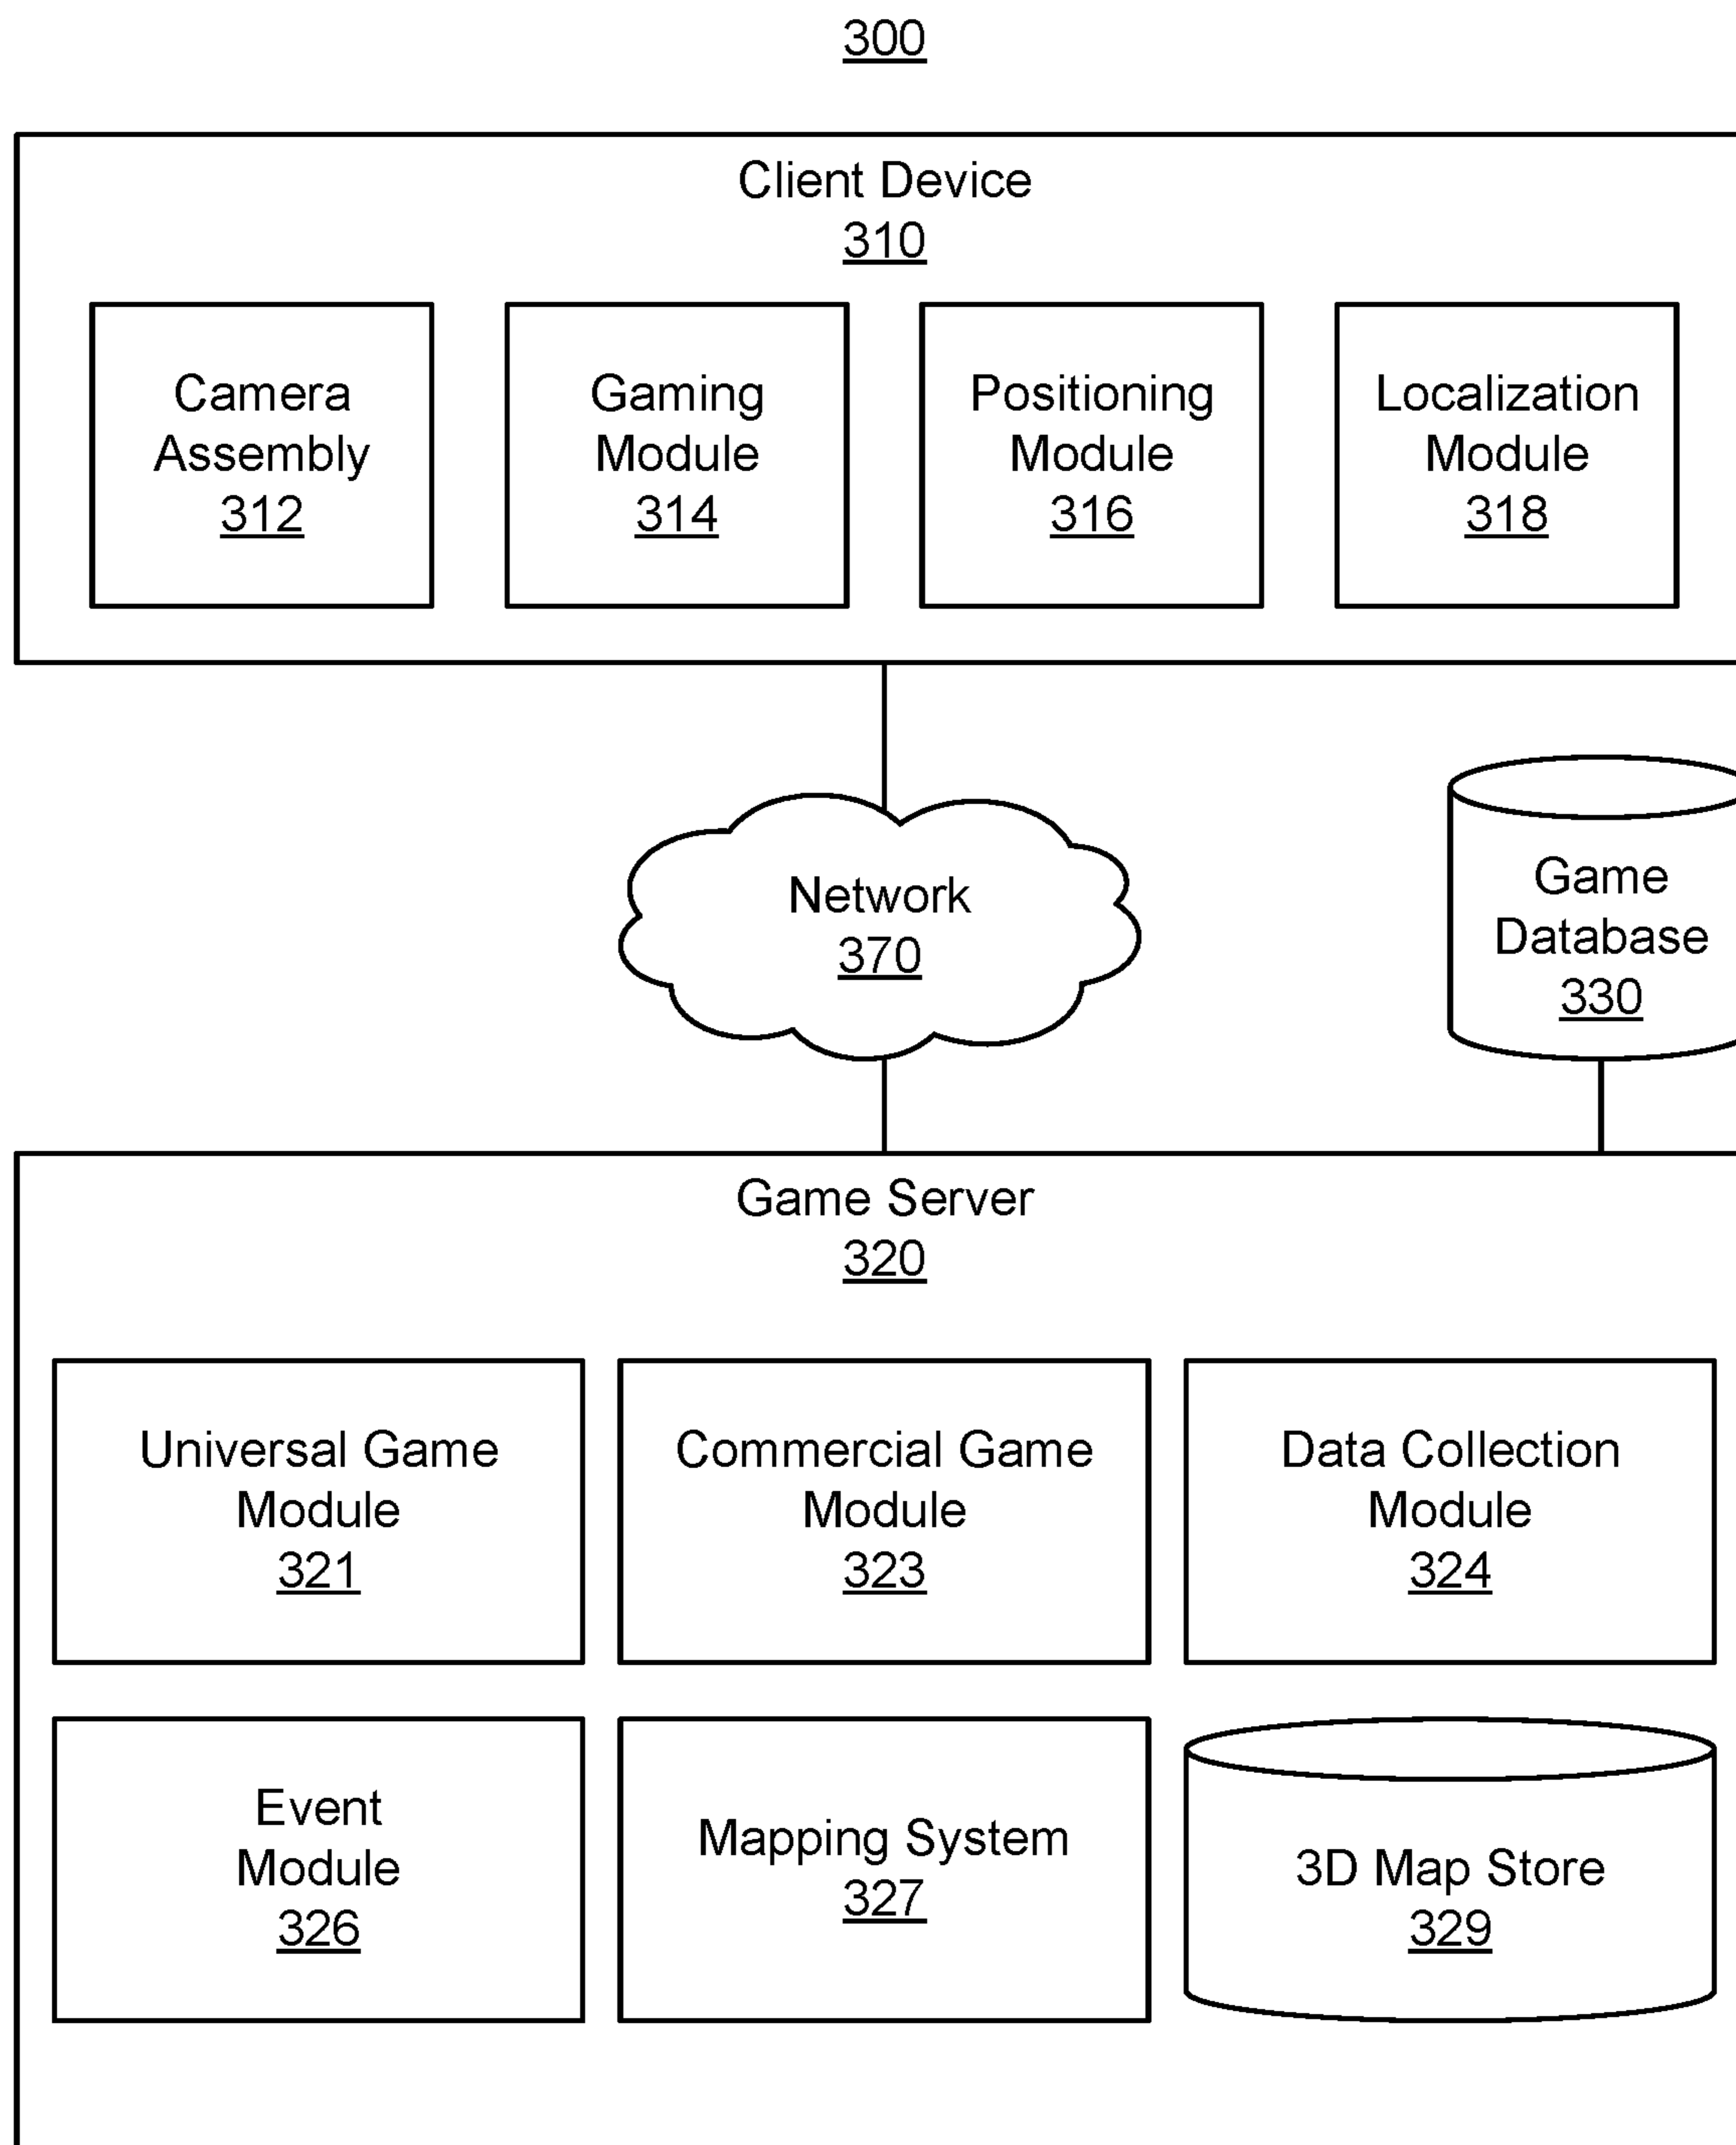 300
Client Device
310
Camera
Assembly
312
Gaming
Module
314
Positioning
Module
316
Localization
Module
318
Network
370
Game
Database
330
Game Server
320
Universal Game
Module
321
Commercial Game
Module
323
Data Collection
Module
324
Event
Module
326
Mapping System
327
3D Map Store
329